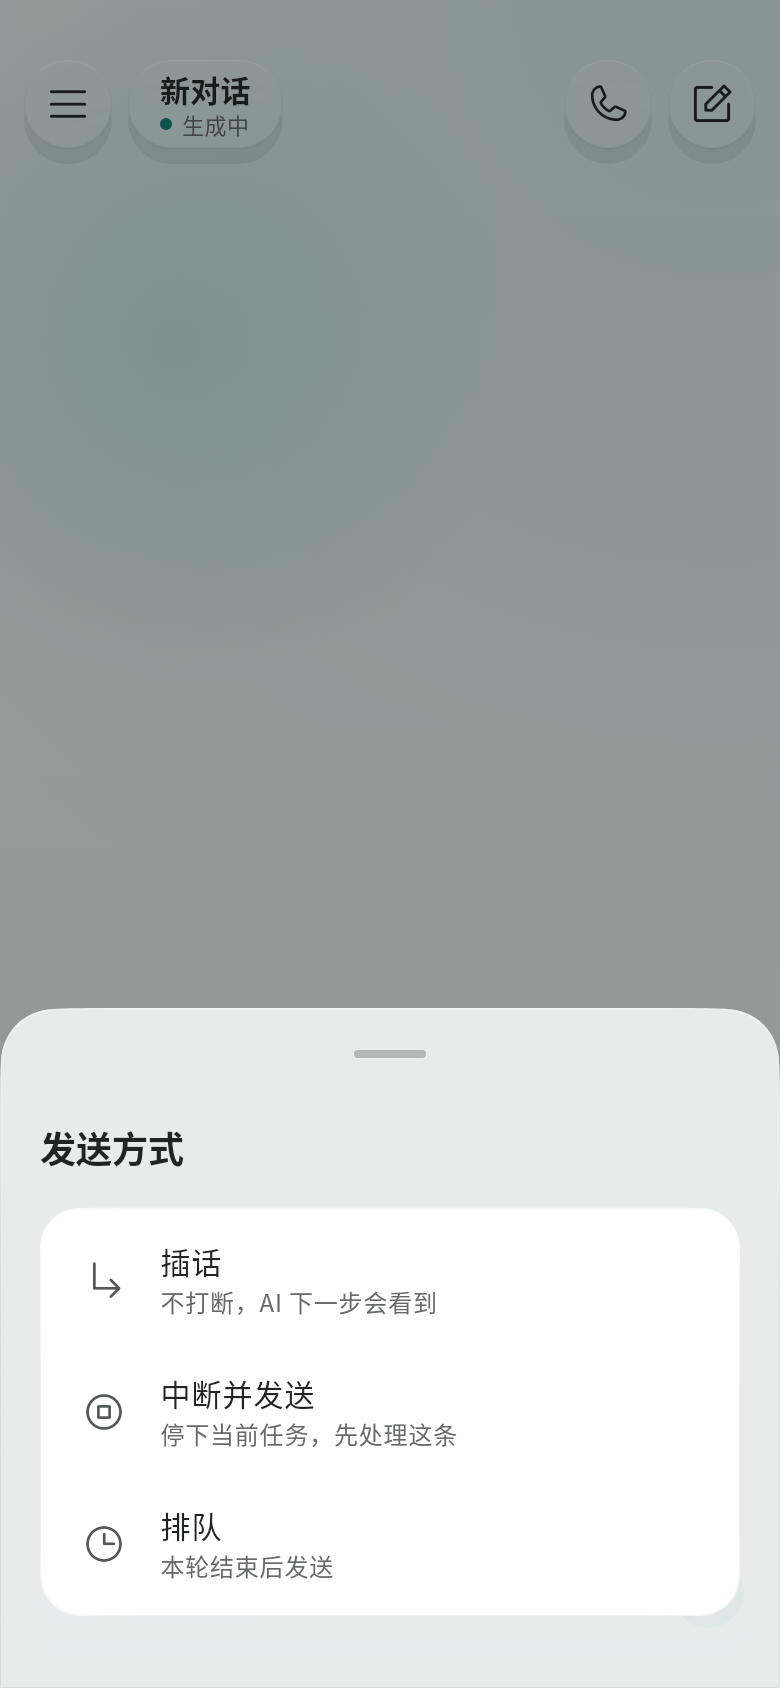 新对话
生成中
发送方式
插话
不打断，AI 下一步会看到
中断并发送
停下当前任务，先处理这条
排队
本轮结束后发送